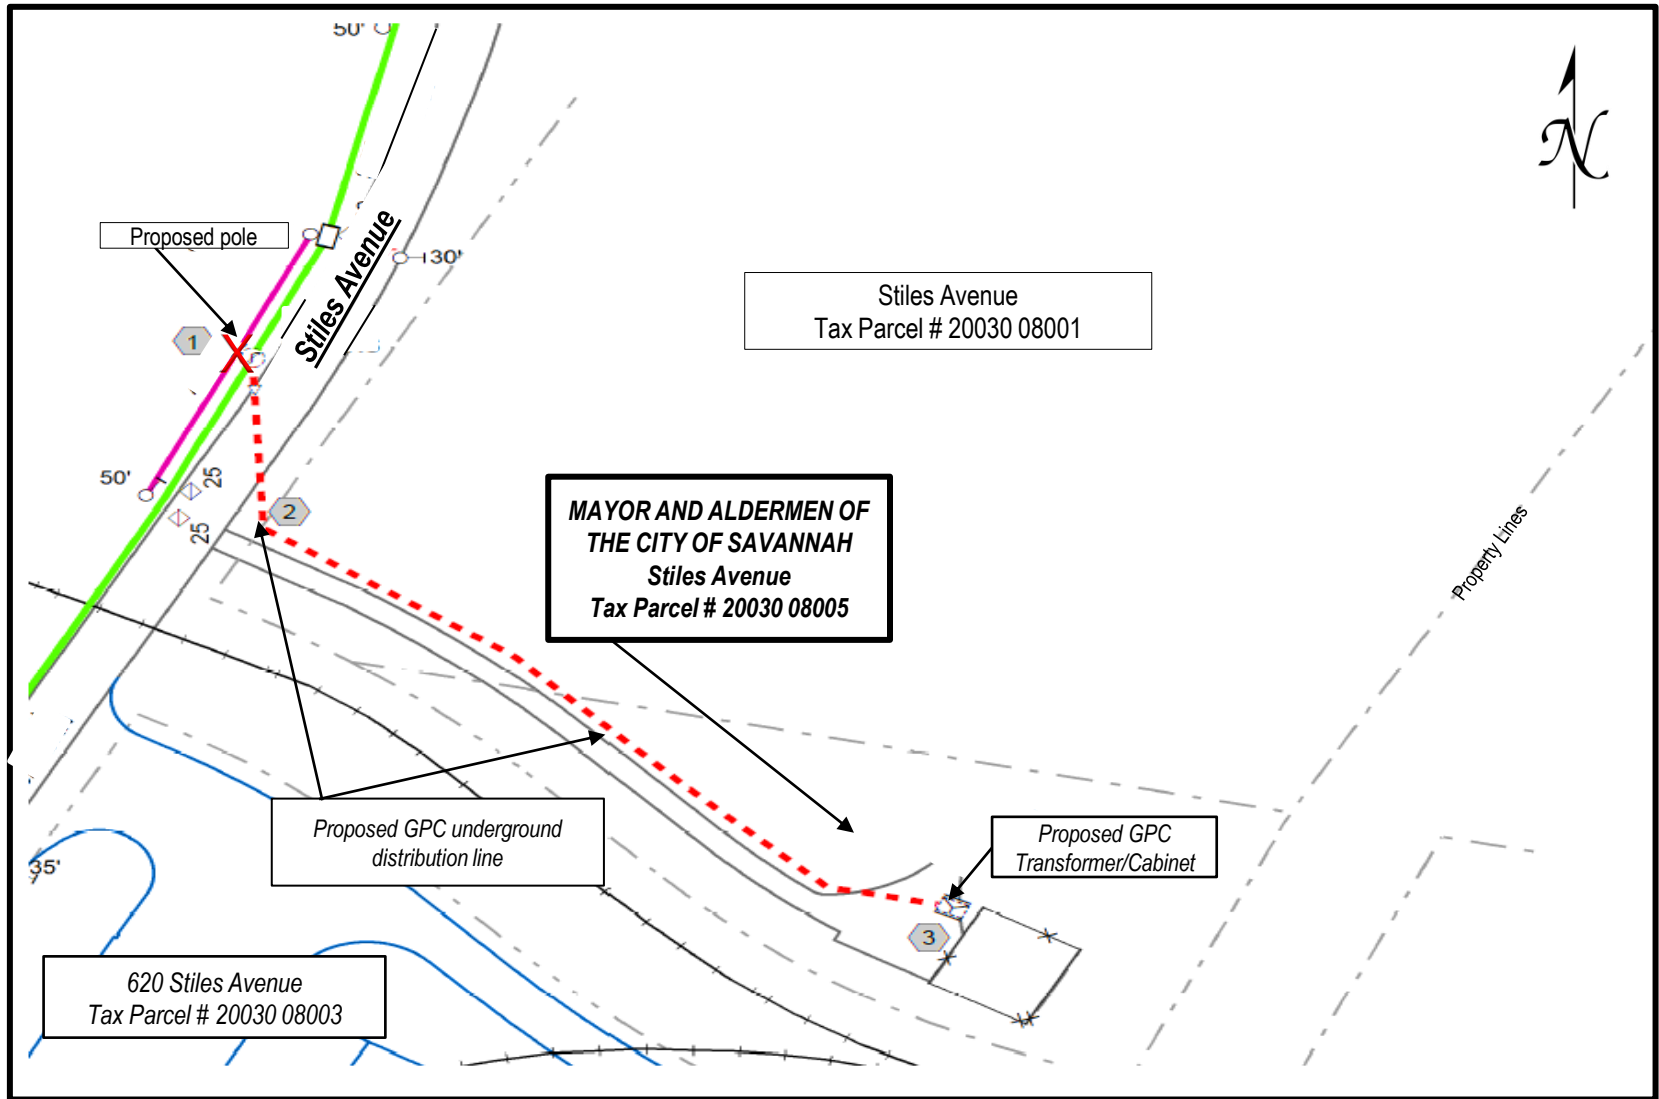 50'
N
Proposed pole
Stiles Avenue
30'
Stiles Avenue
Tax Parcel # 20030 08001
1
50'
25
25
2
MAYOR AND ALDERMEN OF
THE CITY OF SAVANNAH
Stiles Avenue
Tax Parcel # 20030 08005
Property Lines
Proposed GPC underground
distribution line
Proposed GPC
Transformer/Cabinet
35'
3
620 Stiles Avenue
Tax Parcel # 20030 08003